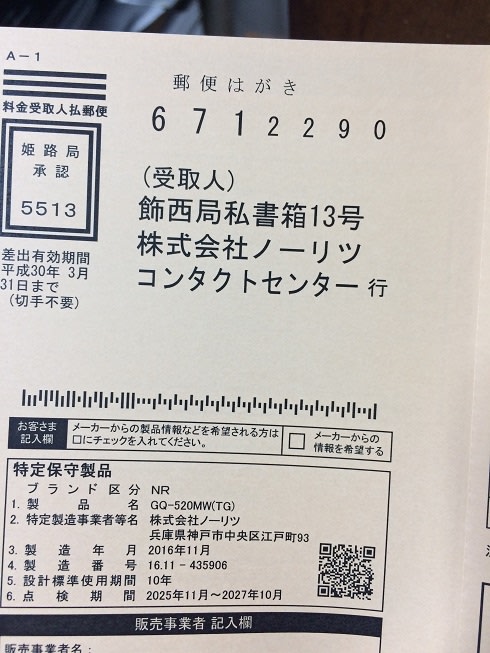 A－1
郵便はがき
料金受取人払郵便
6712290
姫路局
承認
5513
(受取人)
飾西局私書箱13号
株式会社ノーリツ
コンタクトセンター 行
差出有効期間
平成30年 3月
31日まで
(切手不要)
お客さま
記入欄
メーカーからの製品情報などを希望される方は
□にチェックを入れてください。
メーカーからの
情報を希望する
特定保守製品
ブランド区分 NR
1. 製品名 GQ-520MW(TG)
2. 特定製造事業者等名 株式会社ノーリツ
兵庫県神戸市中央区江戸町93
3. 製造年月 2016年11月
4. 製造番号 16.11-435906
5. 設計標準使用期間 10年
6. 点検期間 2025年11月～2027年10月
販売事業者 記入欄
販売事業者名：